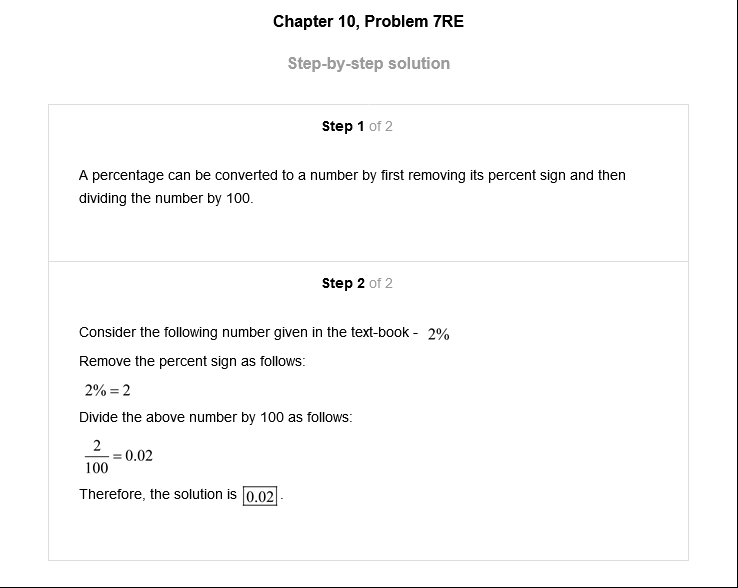 Chapter 10, Problem 7RE
Step-by-step solution
Step 1 of 2
A percentage can be converted to a number by first removing its percent sign and then
dividing the number by 100.
Step 2 of 2
Consider the following number given in the text-book - 2%
Remove the percent sign as follows:
2% = 2
Divide the above number by 100 as follows:
2/100 = 0.02
Therefore, the solution is 0.02.